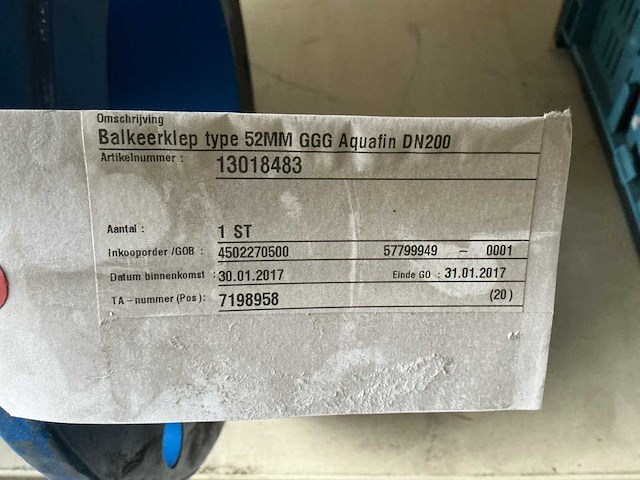 Omschrijving
Balkeerklep type 52MM GGG Aquafin DN200
Artikelnummer : 13018483
Aantal : 1 ST
Inkooporder /GOB : 4502270500 57799949 - 0001
Datum binnenkomst : 30.01.2017 Einde GO : 31.01.2017
TA-nummer (Pos): 7198958 (20)